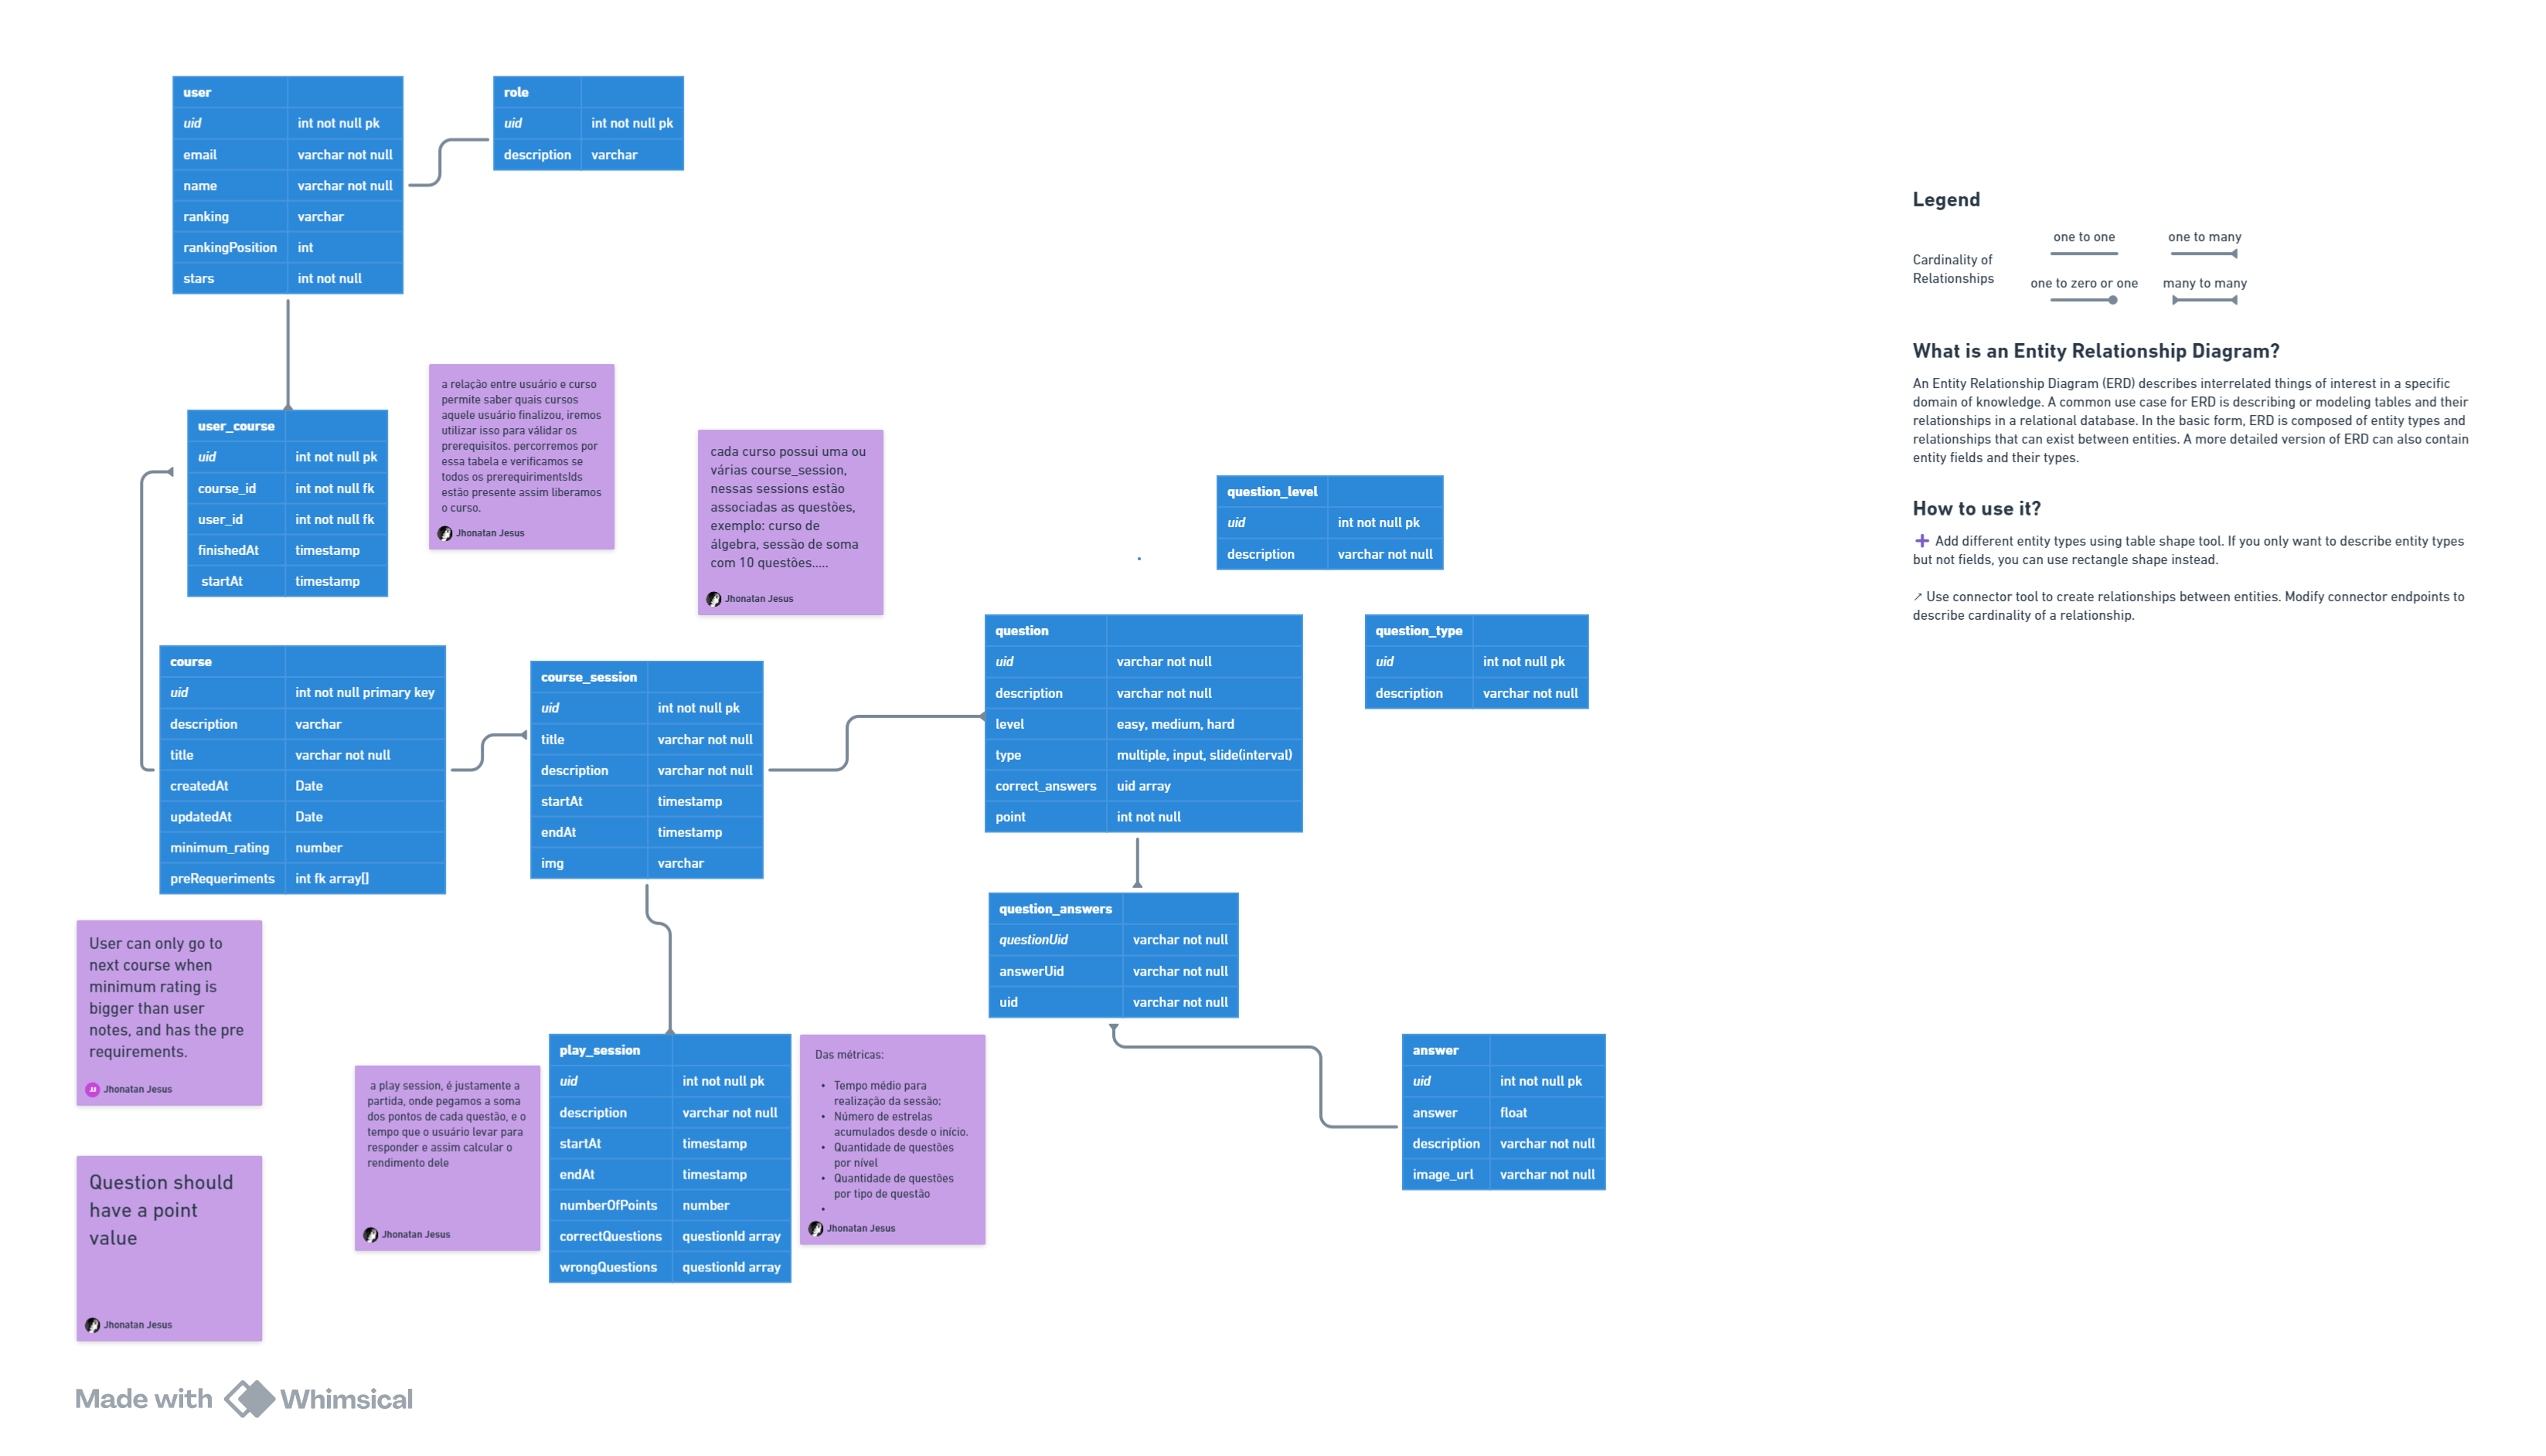 user
uid int not null pk
email varchar not null
name varchar not null
ranking varchar
rankingPosition int
stars int not null
role
uid int not null pk
description varchar
user_course
uid int not null pk
course_id int not null fk
user_id int not null fk
finishedAt timestamp
startAt timestamp
a relação entre usuário e curso
permite saber quais cursos
aquele usuário finalizou, iremos
utilizar isso para válidar os
prerequisitos. percorremos por
essa tabela e verificamos se
todos os prerequirimentsIds
estão presente assim liberamos
o curso.
Jhonatan Jesus
cada curso possui uma ou
várias course_session,
nessas sessions estão
associadas as questões,
exemplo: curso de
álgebra, sessão de soma
com 10 questões.....
Jhonatan Jesus
course
uid int not null primary key
description varchar
title varchar not null
createdAt Date
updatedAt Date
minimum_rating number
preRequeriments int fk array[]
course_session
uid int not null pk
title varchar not null
description varchar not null
startAt timestamp
endAt timestamp
img varchar
question_level
uid int not null pk
description varchar not null
question
uid varchar not null
description varchar not null
level easy, medium, hard
type multiple, input, slide(interval)
correct_answers uid array
point int not null
question_type
uid int not null pk
description varchar not null
question_answers
questionUid varchar not null
answerUid varchar not null
uid varchar not null
answer
uid int not null pk
answer float
description varchar not null
image_url varchar not null
User can only go to
next course when
minimum rating is
bigger than user
notes, and has the pre
requirements.
JJ Jhonatan Jesus
Question should
have a point
value
Jhonatan Jesus
a play session, é justamente a
partida, onde pegamos a soma
dos pontos de cada questão, e o
tempo que o usuário levar para
responder e assim calcular o
rendimento dele
Jhonatan Jesus
play_session
uid int not null pk
description varchar not null
startAt timestamp
endAt timestamp
numberOfPoints number
correctQuestions questionId array
wrongQuestions questionId array
Das métricas:
• Tempo médio para
realização da sessão;
• Número de estrelas
acumulados desde o início.
• Quantidade de questões
por nível
• Quantidade de questões
por tipo de questão
•
Jhonatan Jesus
Legend
Cardinality of
Relationships
one to one
one to many
one to zero or one
many to many
What is an Entity Relationship Diagram?
An Entity Relationship Diagram (ERD) describes interrelated things of interest in a specific
domain of knowledge. A common use case for ERD is describing or modeling tables and their
relationships in a relational database. In the basic form, ERD is composed of entity types and
relationships that can exist between entities. A more detailed version of ERD can also contain
entity fields and their types.
How to use it?
➕ Add different entity types using table shape tool. If you only want to describe entity types
but not fields, you can use rectangle shape instead.
↗ Use connector tool to create relationships between entities. Modify connector endpoints to
describe cardinality of a relationship.
Made with Whimsical